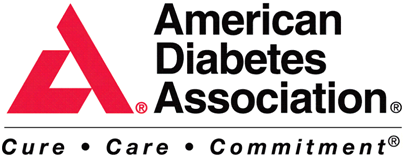 American
Diabetes
® Association®
Cure • Care • Commitment®